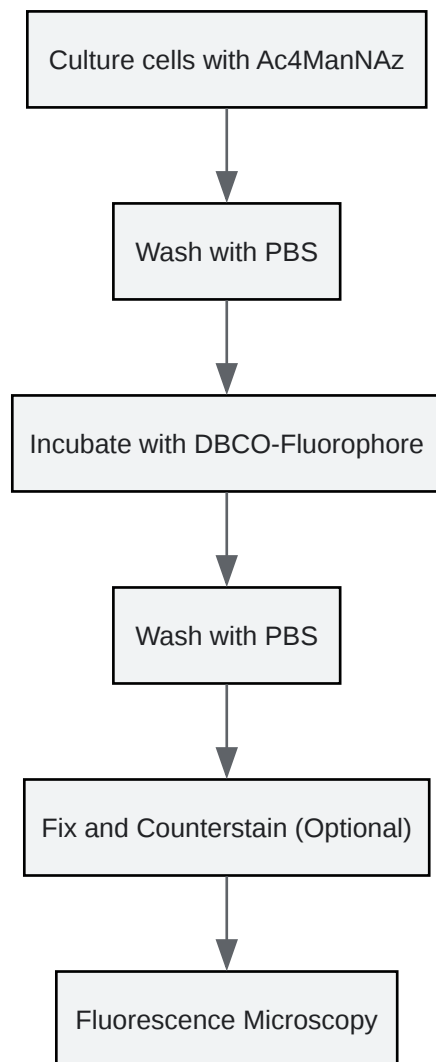 Culture cells with Ac4ManNAz
Wash with PBS
Incubate with DBCO-Fluorophore
Wash with PBS
Fix and Counterstain (Optional)
Fluorescence Microscopy